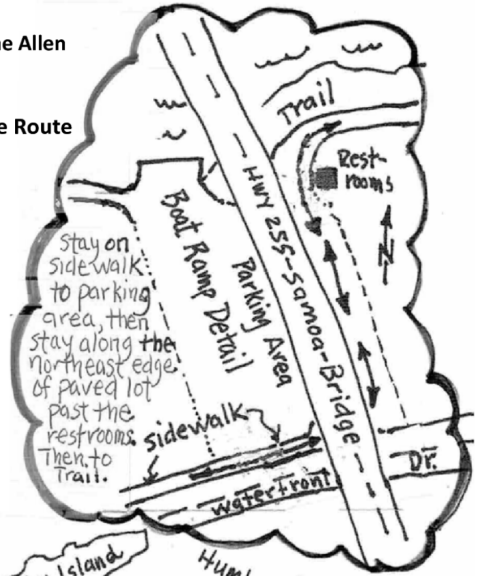 ne Allen
e Route
Trail
Rest-
rooms
N
HWY 255-Samoa-Bridge
Boat Ramp Detail
Parking Area
Stay on
sidewalk
to parking
area, then
stay along the
northeast edge
of paved lot
past the
restrooms.
Then to
Trail.
sidewalk
Waterfront Dr.
Island
Huml